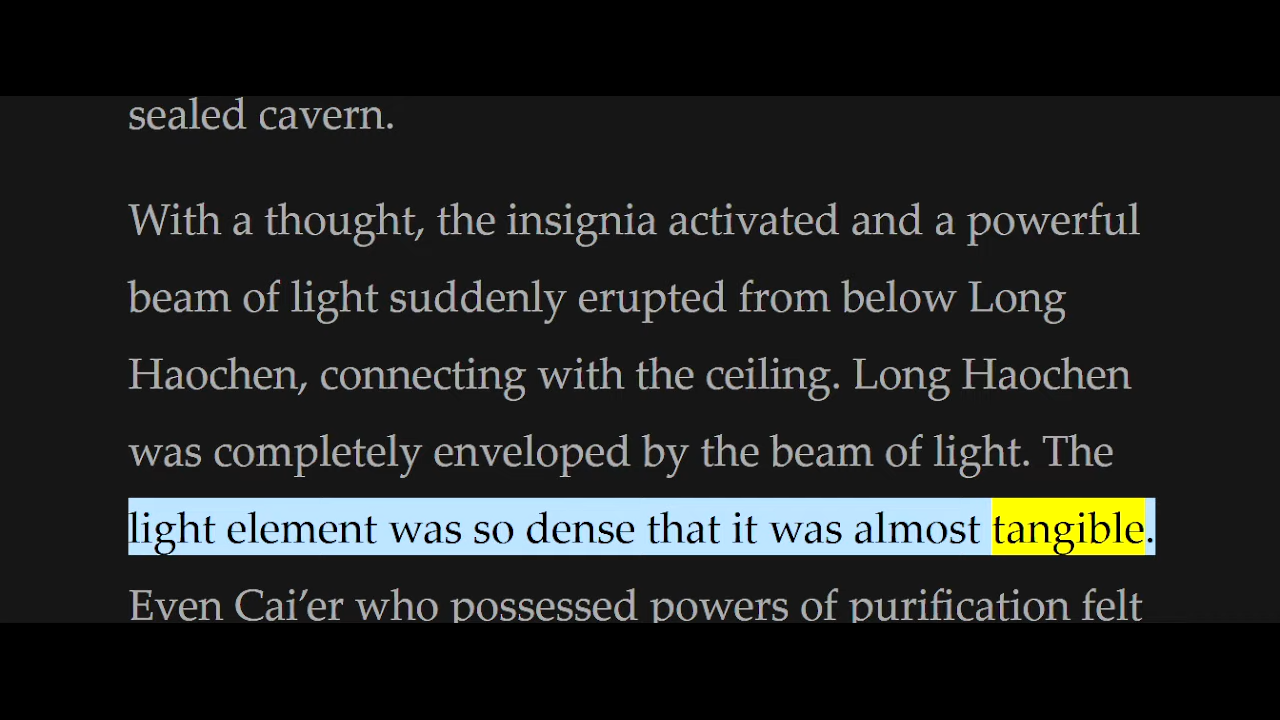 sealed cavern.
With a thought, the insignia activated and a powerful
beam of light suddenly erupted from below Long
Haochen, connecting with the ceiling. Long Haochen
was completely enveloped by the beam of light. The
light element was so dense that it was almost tangible.
Even Cai’er who possessed powers of purification felt